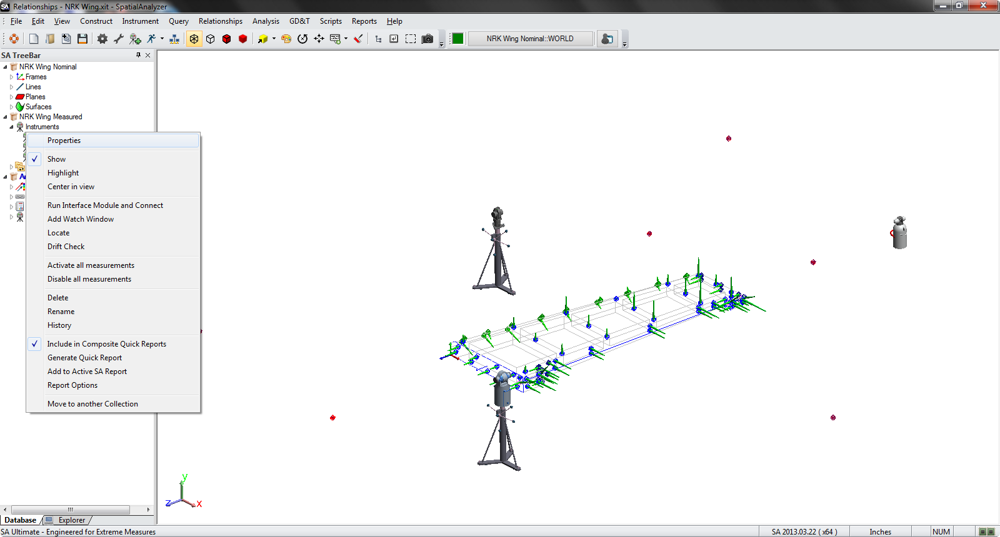 SA Relationships - NRK Wing.xit - SpatialAnalyzer
File Edit View Construct Instrument Query Relationships Analysis GD&T Scripts Reports Help
NRK Wing Nominal::WORLD
SA TreeBar
NRK Wing Nominal
Frames
Lines
Planes
Surfaces
NRK Wing Measured
Instruments
Properties
Show
Highlight
Center in view
Run Interface Module and Connect
Add Watch Window
Locate
Drift Check
Activate all measurements
Disable all measurements
Delete
Rename
History
Include in Composite Quick Reports
Generate Quick Report
Add to Active SA Report
Report Options
Move to another Collection
y
z
x
Database Explorer
SA Ultimate - Engineered for Extreme Measures SA 2013.03.22 ( x64 ) Inches NUM